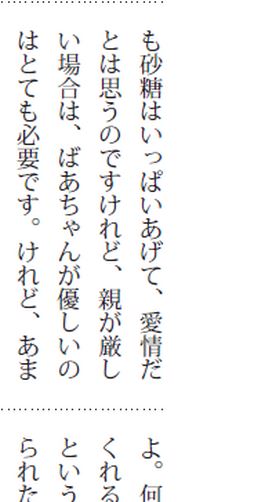 も砂糖はいっぱいあげて、愛情だ
とは思うのですけれど、親が厳し
い場合は、ばあちゃんが優しいの
はとても必要です。けれど、あま
よ。何
くれる
という
られた